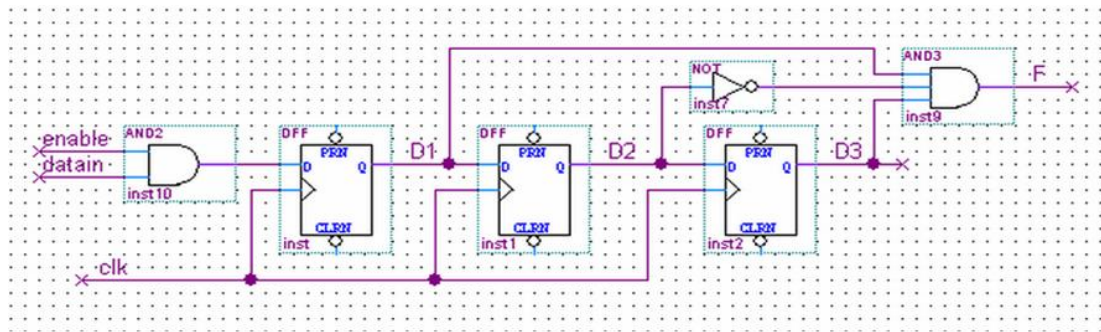 AND3
F
NOT
inst7
inst9
enable
AND2
DFF
DFF
DFF
datain
PRN
D1
PRN
D2
PRN
D3
D
Q
D
Q
D
Q
inst10
CLRN
CLRN
CLRN
inst
inst1
inst2
clk